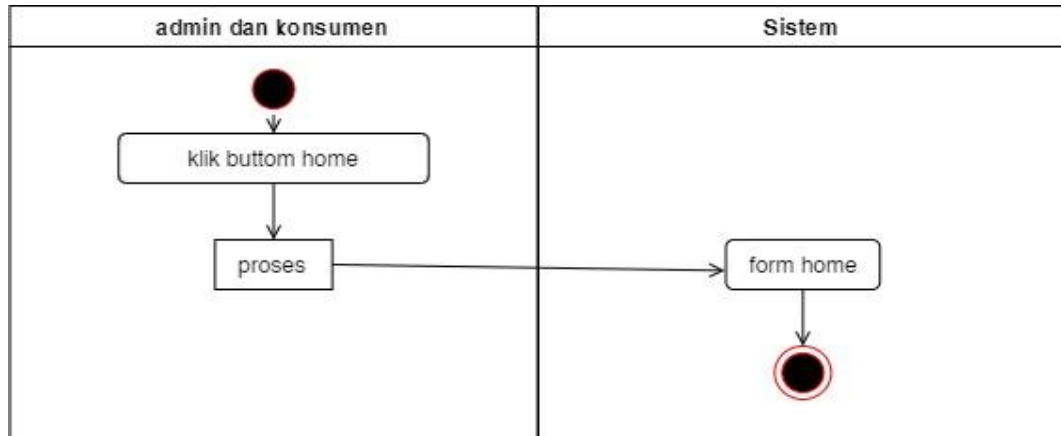 admin dan konsumen
Sistem
klik buttom home
proses
form home